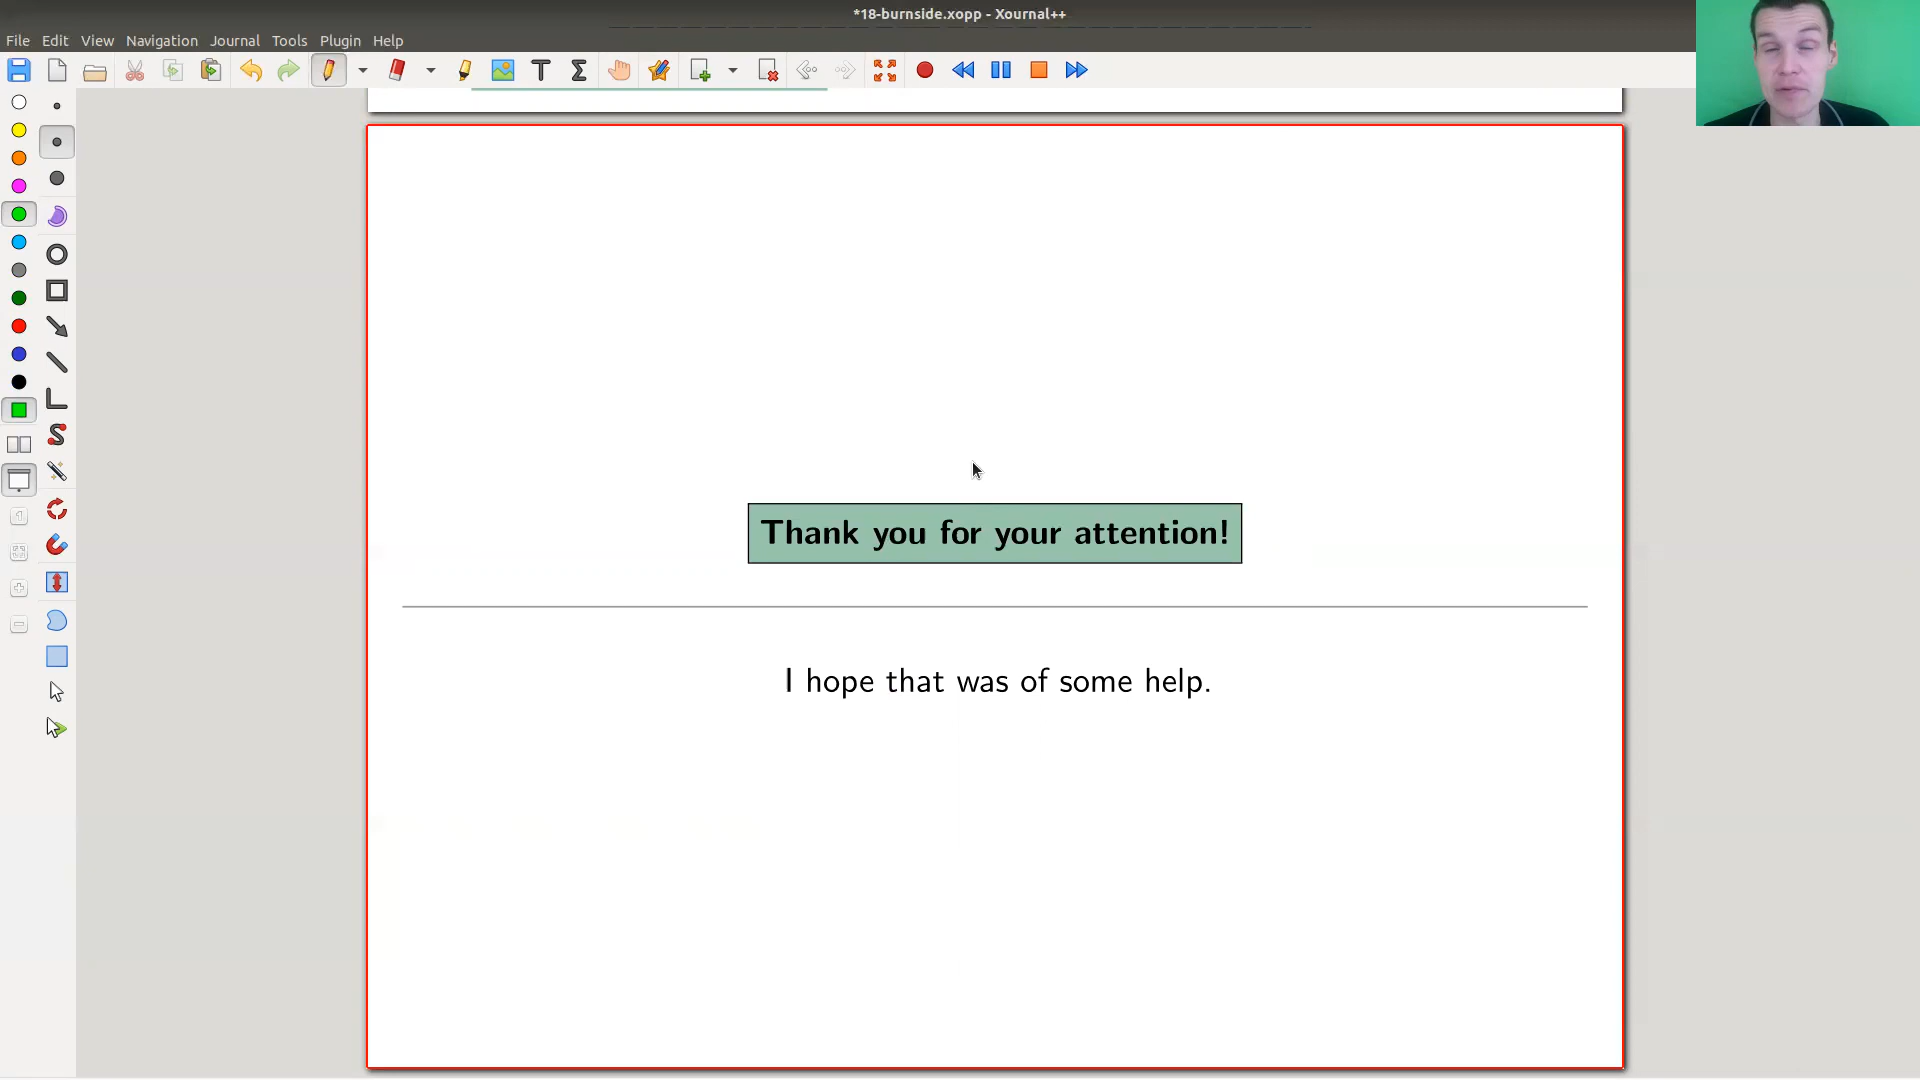 *18-burnside.xopp - Xournal++
File Edit View Navigation Journal Tools Plugin Help
Thank you for your attention!
I hope that was of some help.